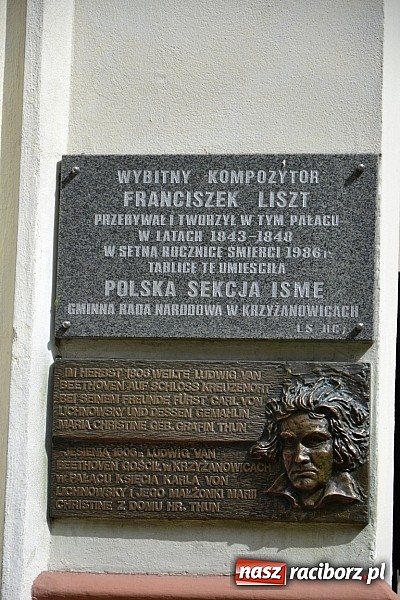 WYBITNY KOMPOZYTOR
FRANCISZEK LISZT
PRZEBYWAŁ I TWORZYŁ W TYM PAŁACU
W LATACH 1843-1848
W SETNĄ ROCZNICĘ ŚMIERCI 1986 r.
TABLICĘ TĘ UMIEŚCIŁA
POLSKA SEKCJA ISME
GMINNA RADA NARODOWA W KRZYŻANOWICACH
IM HERBST 1806 WEILTE LUDWIG VAN
BEETHOVEN AUF SCHLOSS KREUZENORT
BEI SEINEM FREUNDE FÜRST CARL VON
LICHNOWSKY UND DESSEN GEMAHLIN
MARIA CHRISTINE GEB. GRÄFIN THUN
JESIENIĄ 1806 R. LUDWIG VAN
BEETHOVEN GOŚCIŁ W KRZYŻANOWICACH
W PAŁACU KSIĘCIA KARLA VON
LICHNOWSKY I JEGO MAŁŻONKI MARII
CHRISTINE Z DOMU HR. THUN
naszraciborz.pl